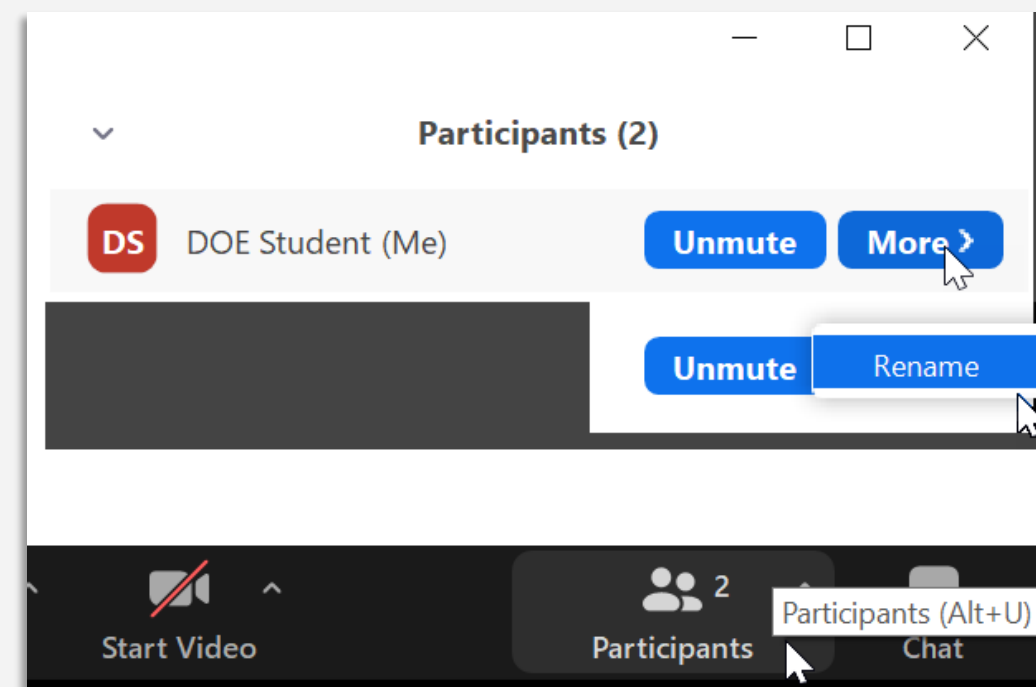 Participants (2)
DS DOE Student (Me) Unmute More
Unmute Rename
2
Participants (Alt+U)
Start Video Participants Chat